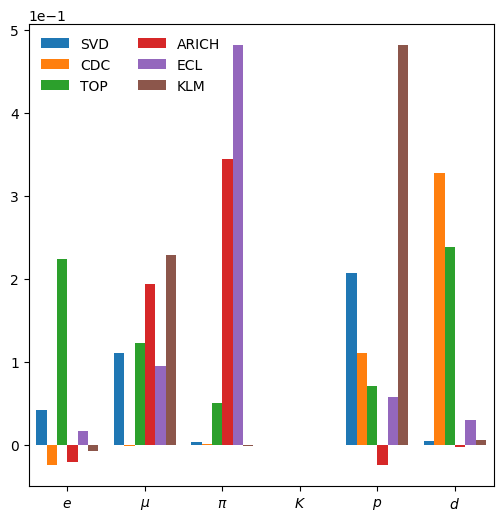 1e−1
SVD
CDC
TOP
ARICH
ECL
KLM
5
4
3
2
1
0
e μ π K p d